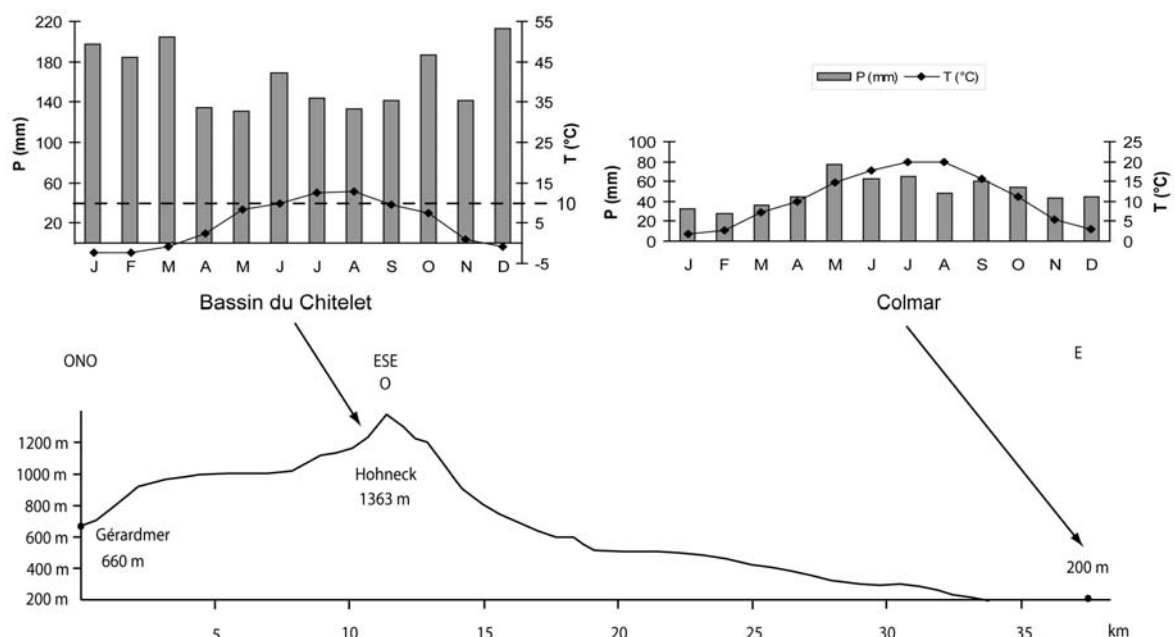 220
180
140
100
60
20
P (mm)
55
45
35
25
15
10
5
-5
T (°C)
J F M A M J J A S O N D
Bassin du Chitelet
P (mm) T (°C)
100
80
60
40
20
0
P (mm)
25
20
15
10
5
0
T (°C)
J F M A M J J A S O N D
Colmar
ONO
ESE
O
E
1200 m
1000 m
800 m
600 m
400 m
200 m
Hohneck
1363 m
Gérardmer
660 m
200 m
5 10 15 20 25 30 35 km